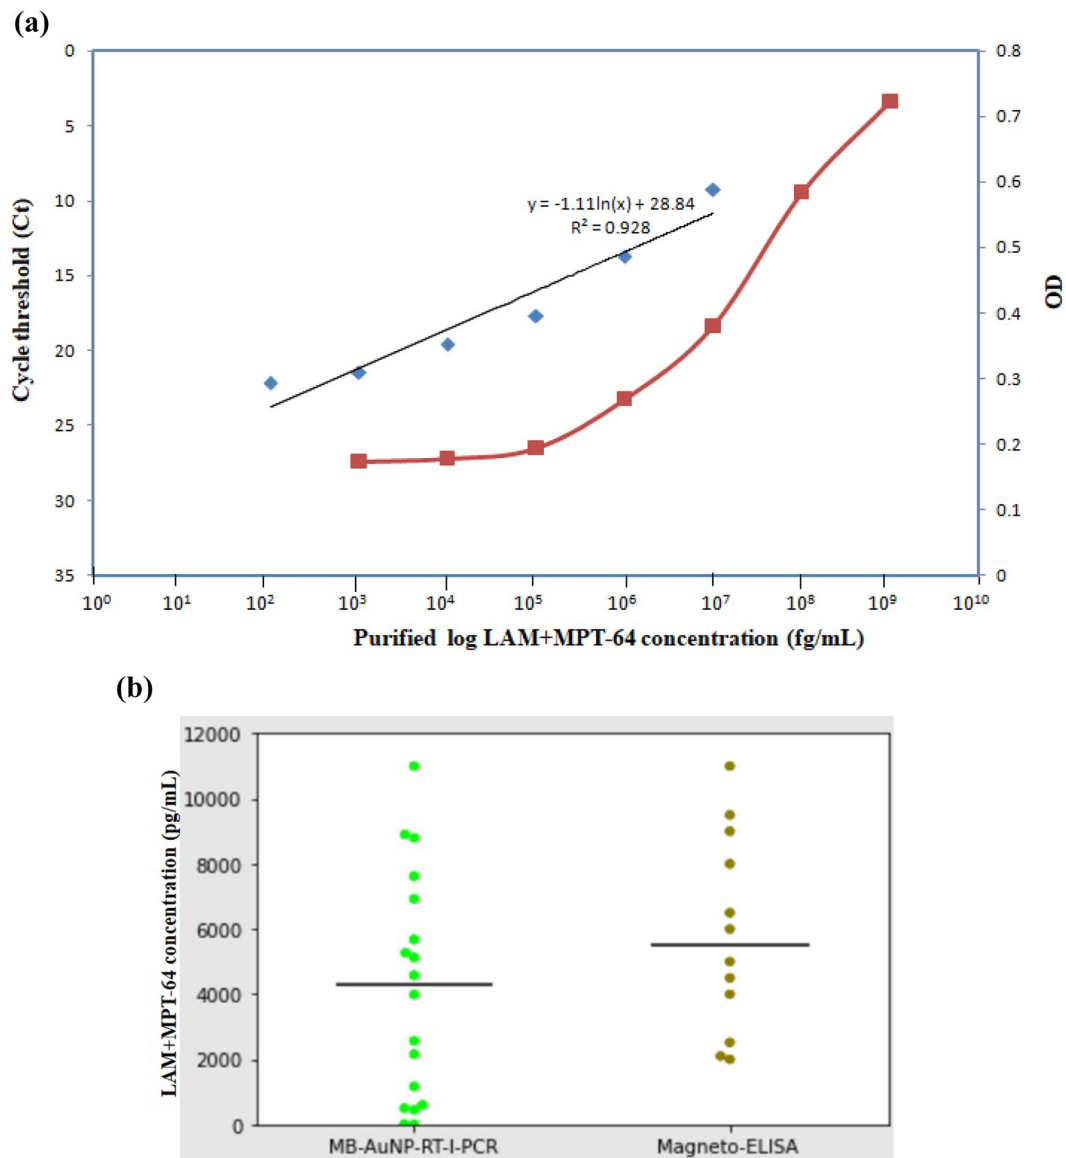 (a)
0
5
10
15
20
25
30
35
Cycle threshold (Ct)
y = -1.11ln(x) + 28.84
R² = 0.928
0.8
0.7
0.6
0.5
0.4
0.3
0.2
0.1
0
OD
10⁰ 10¹ 10² 10³ 10⁴ 10⁵ 10⁶ 10⁷ 10⁸ 10⁹ 10¹⁰
Purified log LAM+MPT-64 concentration (fg/mL)
(b)
LAM+MPT-64 concentration (pg/mL)
12000
10000
8000
6000
4000
2000
0
MB-AuNP-RT-I-PCR Magneto-ELISA